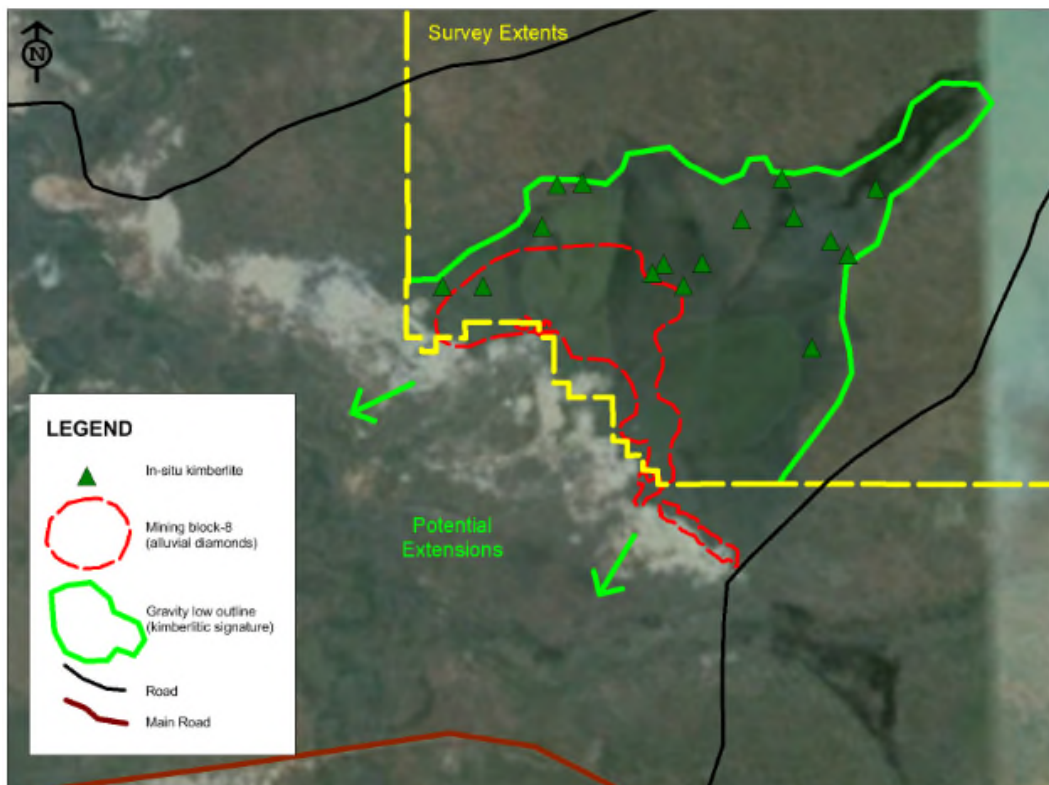 N
Survey Extents
Potential
Extensions
LEGEND
In-situ kimberlite
Mining block-8
(alluvial diamonds)
Gravity low outline
(kimberlitic signature)
Road
Main Road